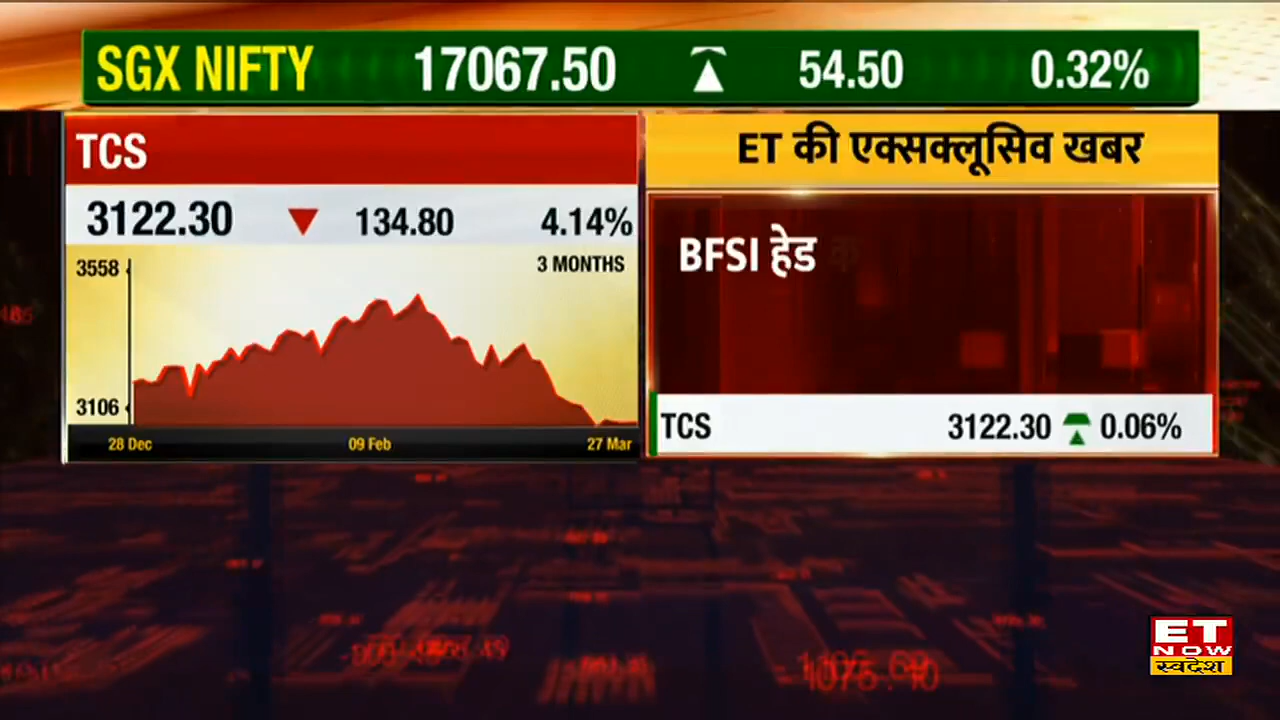 SGX NIFTY 17067.50 54.50 0.32%
TCS
3122.30 134.80 4.14%
3 MONTHS
3558
3106
28 Dec 09 Feb 27 Mar
ET की एक्सक्लूसिव खबर
BFSI हेड
TCS 3122.30 0.06%
ET
NOW
स्वदेश